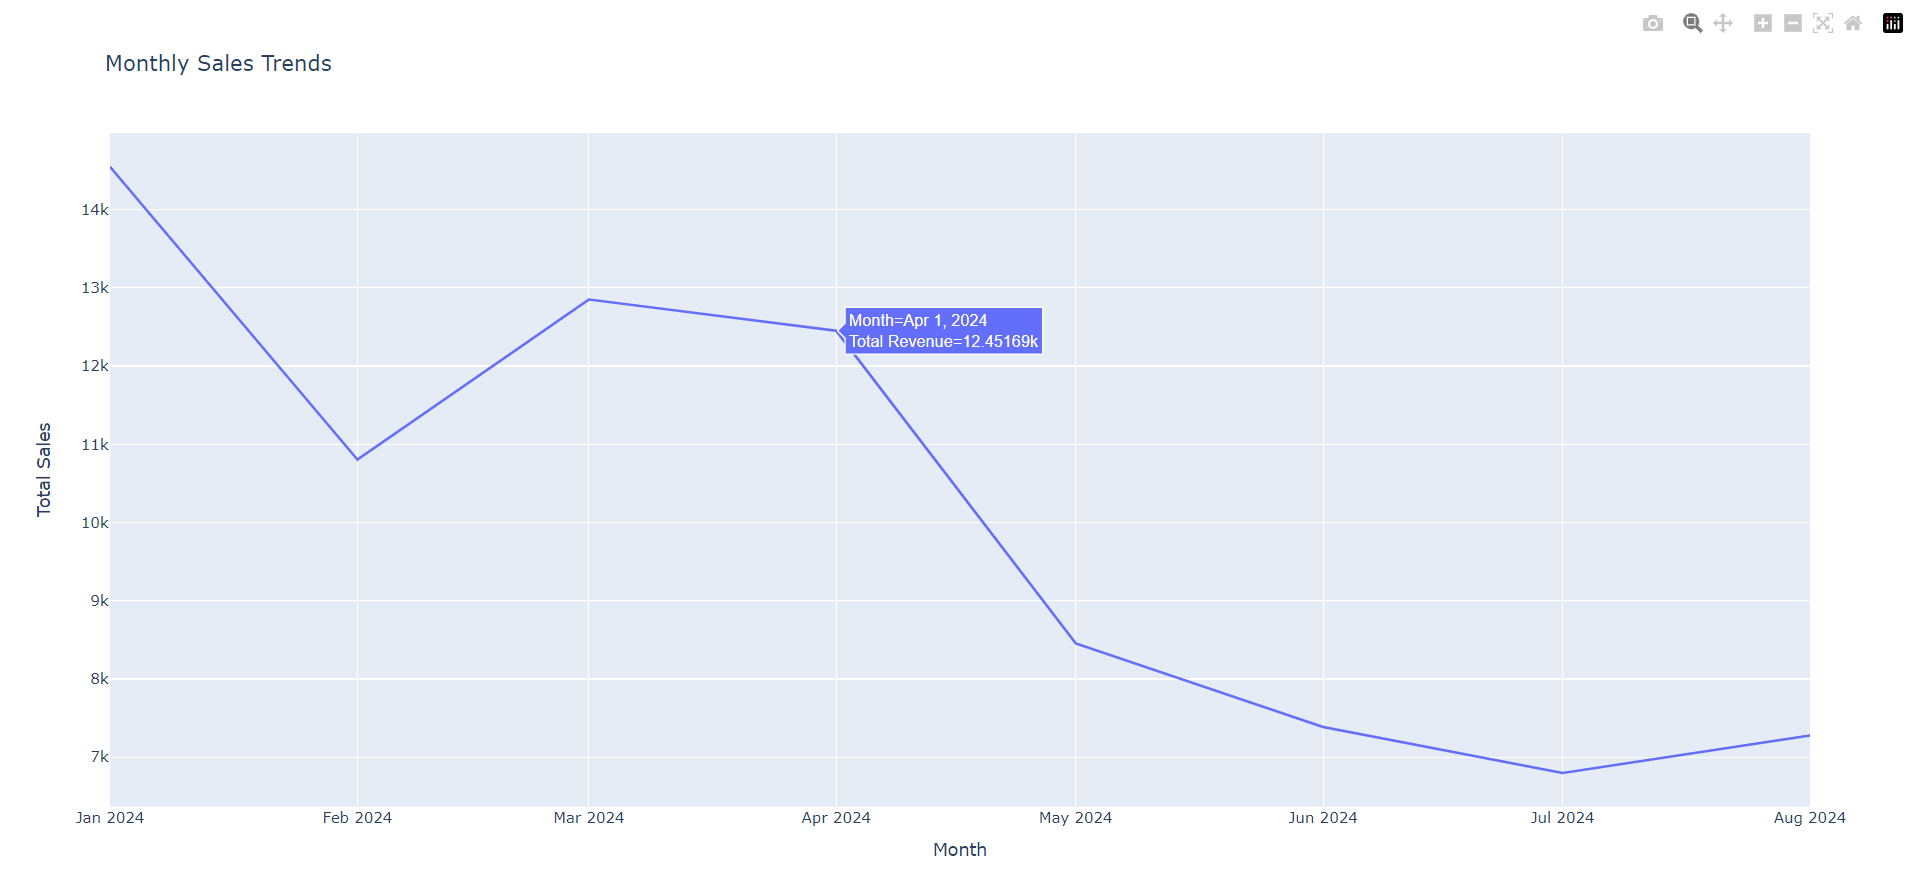 Monthly Sales Trends
14k
13k
12k
11k
10k
9k
8k
7k
Total Sales
Month=Apr 1, 2024
Total Revenue=12.45169k
Jan 2024
Feb 2024
Mar 2024
Apr 2024
May 2024
Jun 2024
Jul 2024
Aug 2024
Month